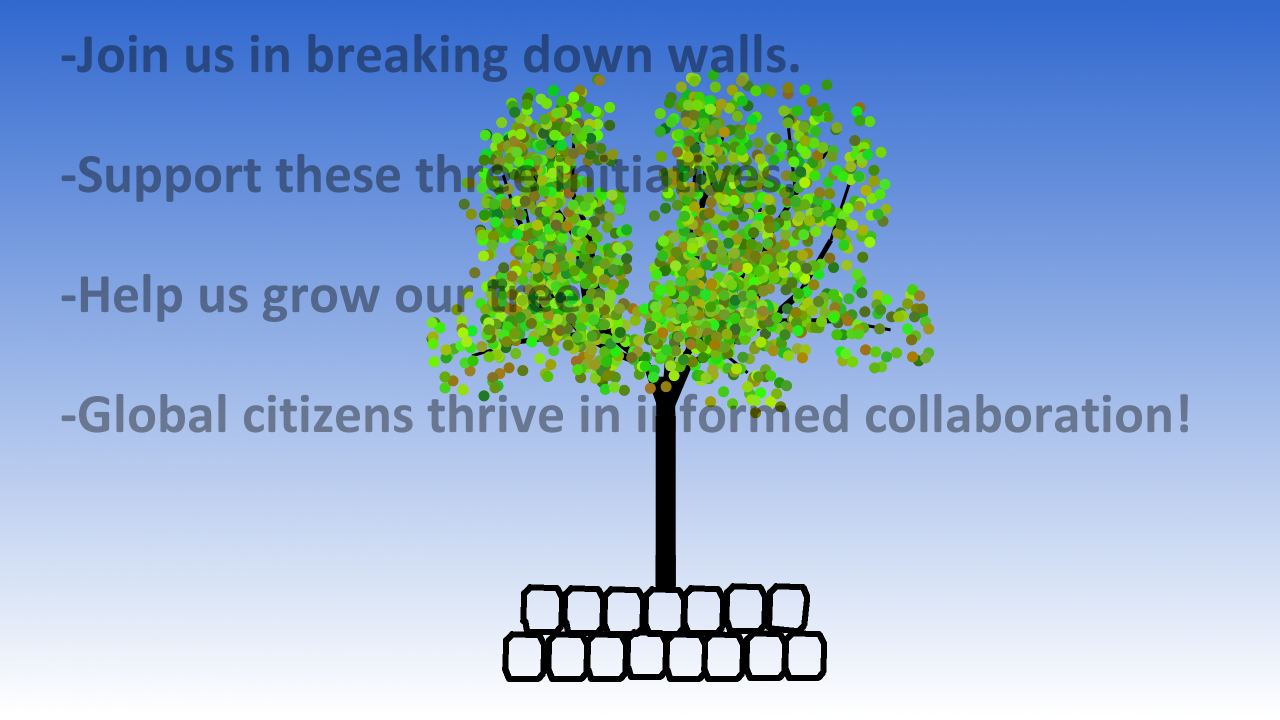 -Join us in breaking down walls.
-Support these three initiatives.
-Help us grow our tree.
-Global citizens thrive in informed collaboration!